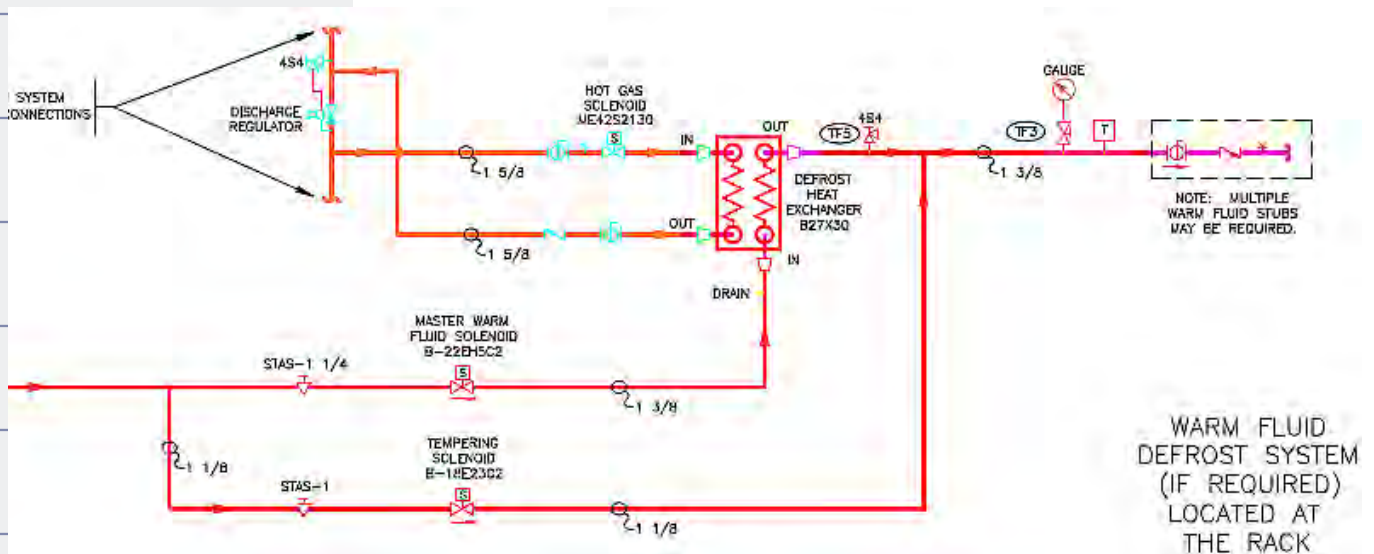 SYSTEM
CONNECTIONS
4S4
DISCHARGE
REGULATOR
HOT GAS
SOLENOID
1 5/8
1 5/8
S
IN
OUT
OUT
IN
DEFROST
HEAT
EXCHANGER
B27X30
TF5
4S4
TF3
GAUGE
T
1 3/8
NOTE: MULTIPLE
WARM FLUID STUBS
MAY BE REQUIRED.
DRAIN
MASTER WARM
FLUID SOLENOID
B-22EH5C2
STAS-1 1/4
S
1 3/8
1 1/8
TEMPERING
SOLENOID
STAS-1
S
1 1/8
WARM FLUID
DEFROST SYSTEM
(IF REQUIRED)
LOCATED AT
THE RACK